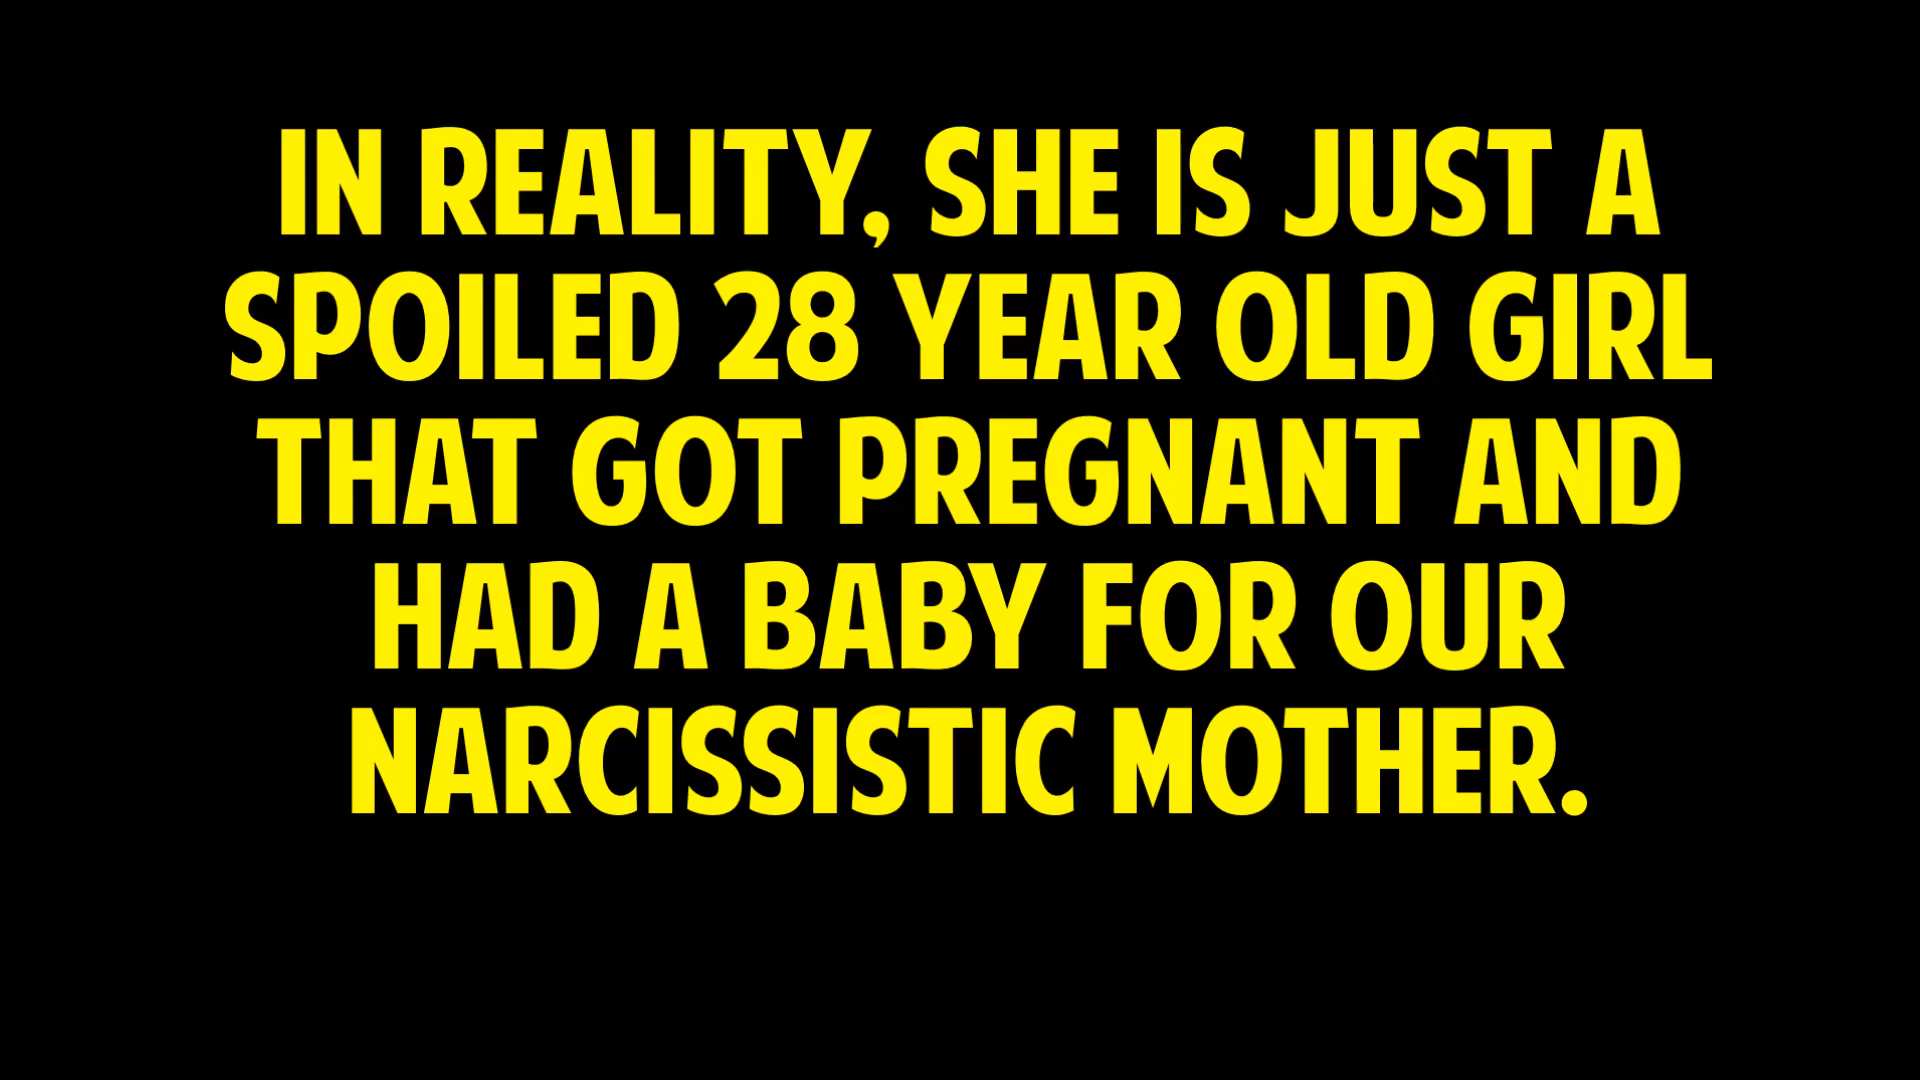 IN REALITY, SHE IS JUST A
SPOILED 28 YEAR OLD GIRL
THAT GOT PREGNANT AND
HAD A BABY FOR OUR
NARCISSISTIC MOTHER.